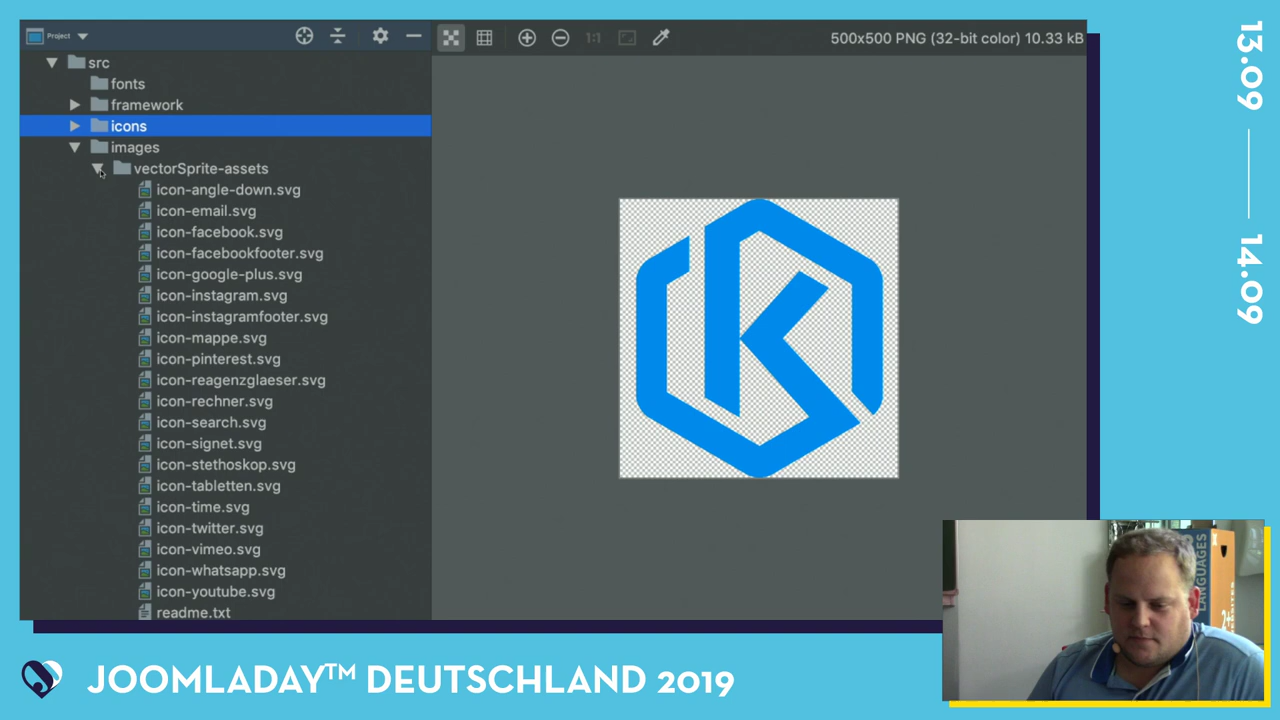 Project
500x500 PNG (32-bit color) 10.33 kB
1:1
src
fonts
framework
icons
images
vectorSprite-assets
icon-angle-down.svg
icon-email.svg
icon-facebook.svg
icon-facebookfooter.svg
icon-google-plus.svg
icon-instagram.svg
icon-instagramfooter.svg
icon-mappe.svg
icon-pinterest.svg
icon-reagenzglaeser.svg
icon-rechner.svg
icon-search.svg
icon-signet.svg
icon-stethoskop.svg
icon-tabletten.svg
icon-time.svg
icon-twitter.svg
icon-vimeo.svg
icon-whatsapp.svg
icon-youtube.svg
readme.txt
K
13.09
14.09
LANGUAGES
JOOMLADAY™ DEUTSCHLAND 2019